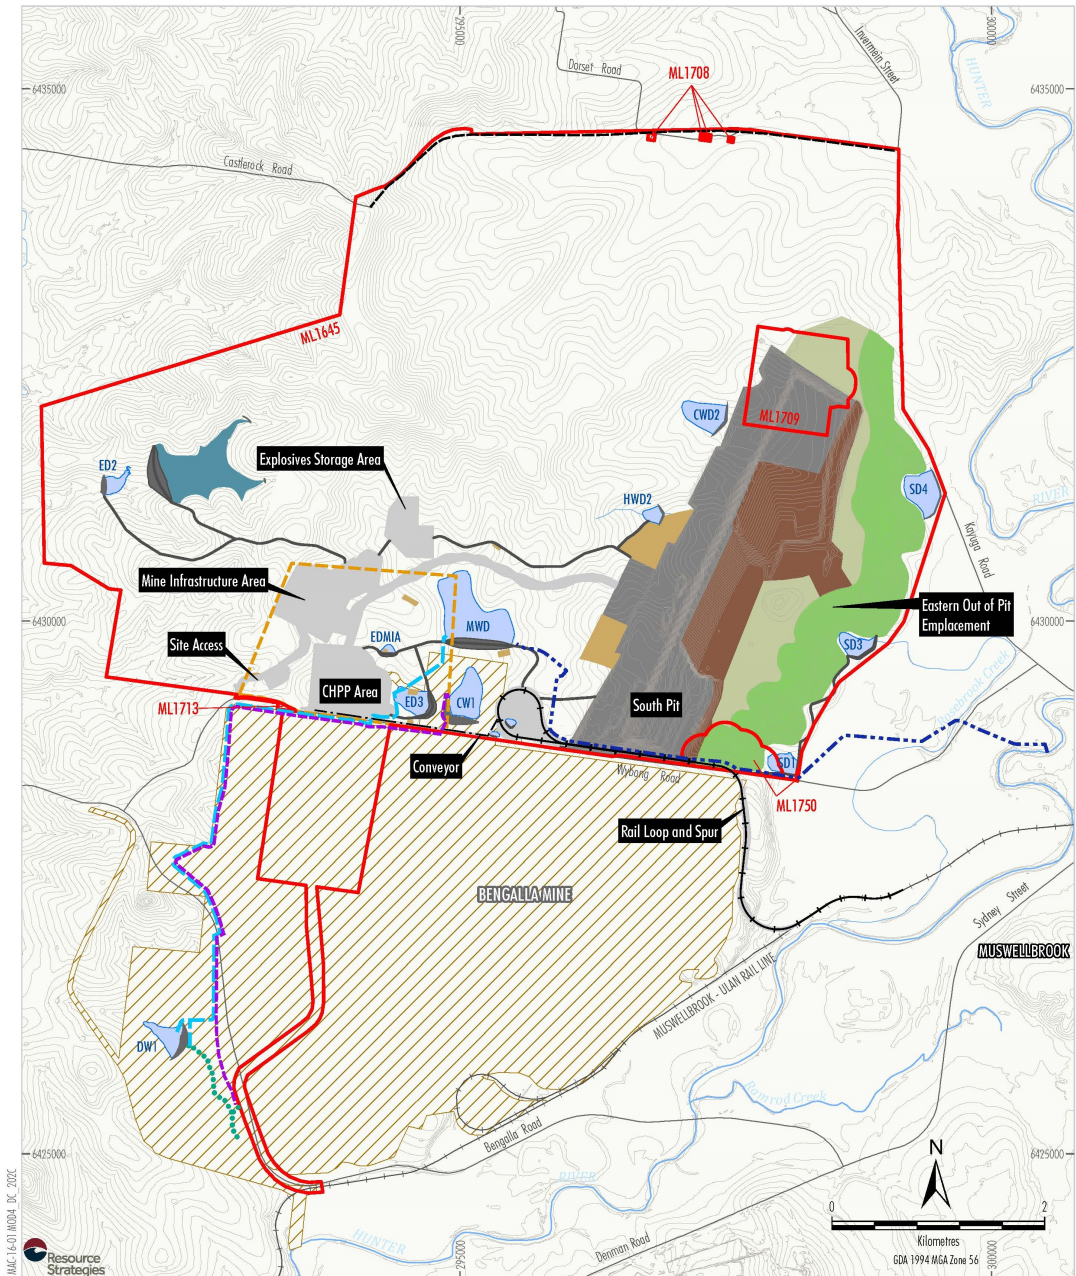 295000
300000
6435000
6435000
Dorset Road
Invermein Street
HUNTER
ML1708
Castlerock Road
ML1645
ML1709
CWD2
ED2
Explosives Storage Area
SD4
HWD2
RIVER
Kayuga Road
Mine Infrastructure Area
Eastern Out of Pit
Emplacement
6430000
6430000
MWD
EDMIA
Site Access
SD3
CHPP Area
ED3
CW1
South Pit
ML1713
Conveyor
Wybong Road
SD1
ML1750
Rail Loop and Spur
BENGALLA MINE
Sydney Street
MUSWELLBROOK
MUSWELLBROOK - ULAN RAIL LINE
DW1
Bengalla Road
6425000
6425000
RIVER
HUNTER
Denman Road
N
0
2
Kilometres
GDA 1994 MGA Zone 56
295000
300000
MAC-16-01 MOD4_DC_202C
Resource
Strategies